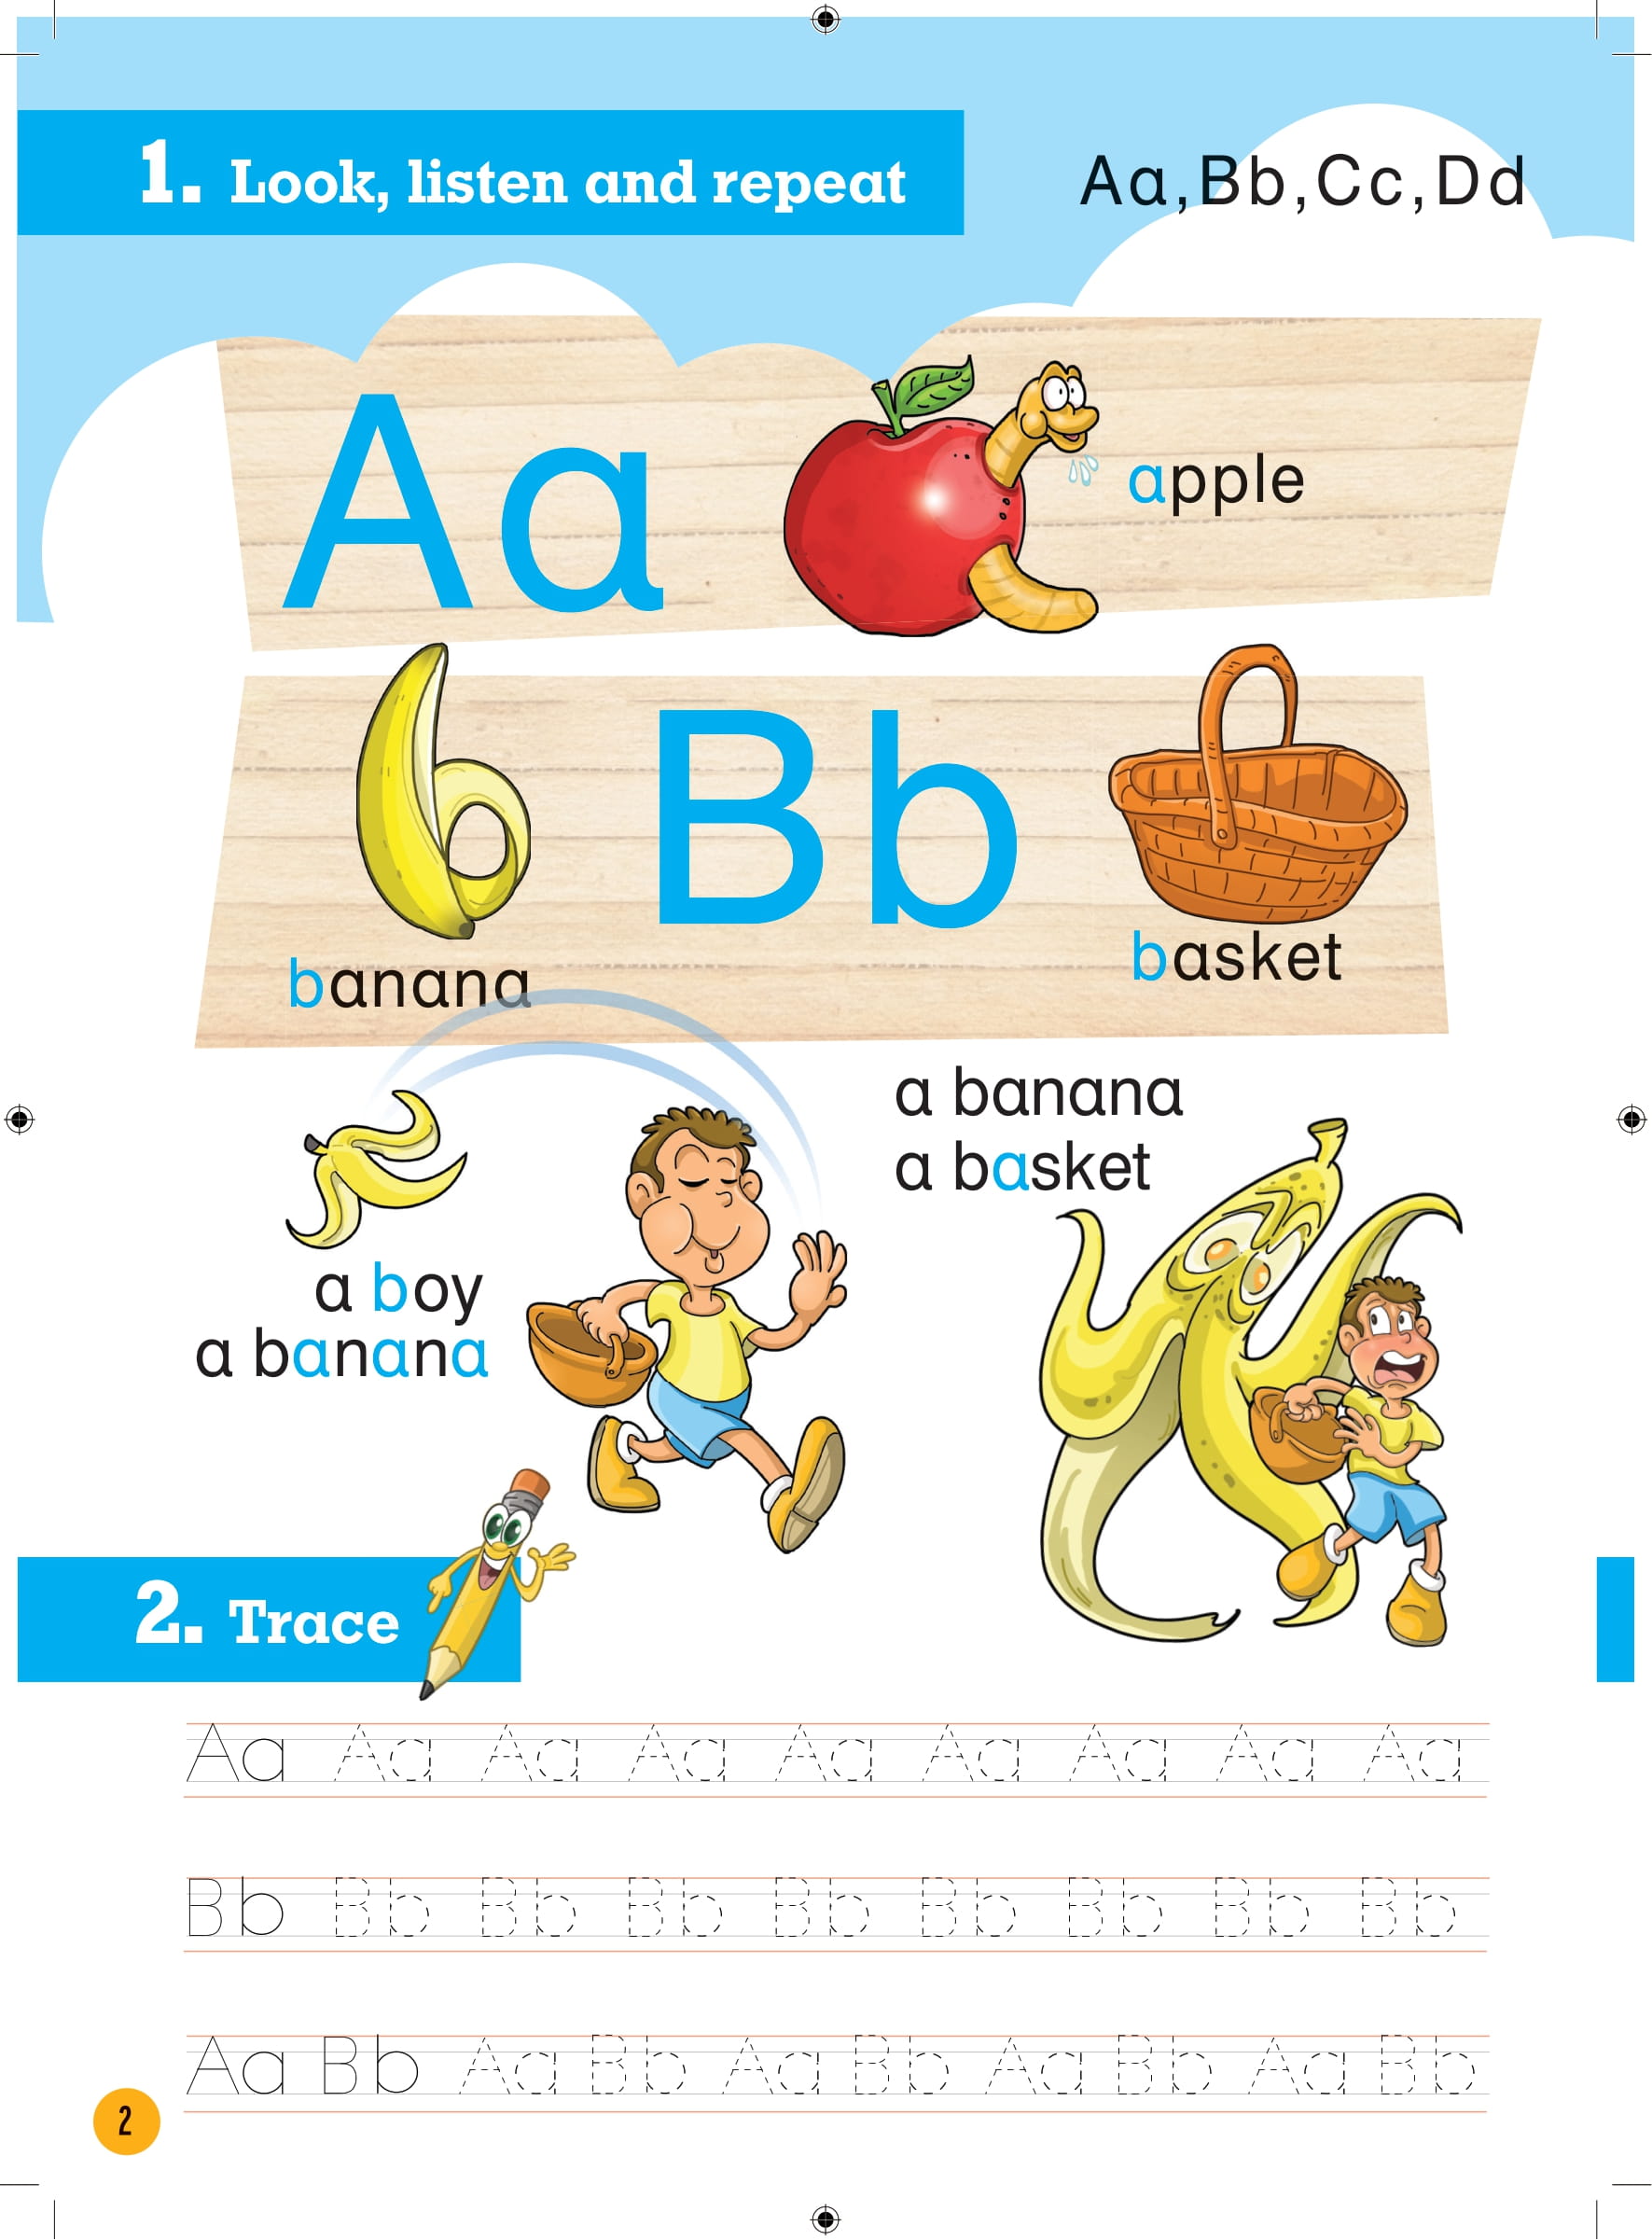 1. Look, listen and repeat
Aa, Bb, Cc, Dd
Aa
apple
Bb
banana
basket
a banana
a basket
a boy
a banana
2. Trace
Aa Aa Aa Aa Aa Aa Aa Aa Aa
Bb Bb Bb Bb Bb Bb Bb Bb Bb
Aa Bb Aa Bb Aa Bb Aa Bb Aa Bb
2